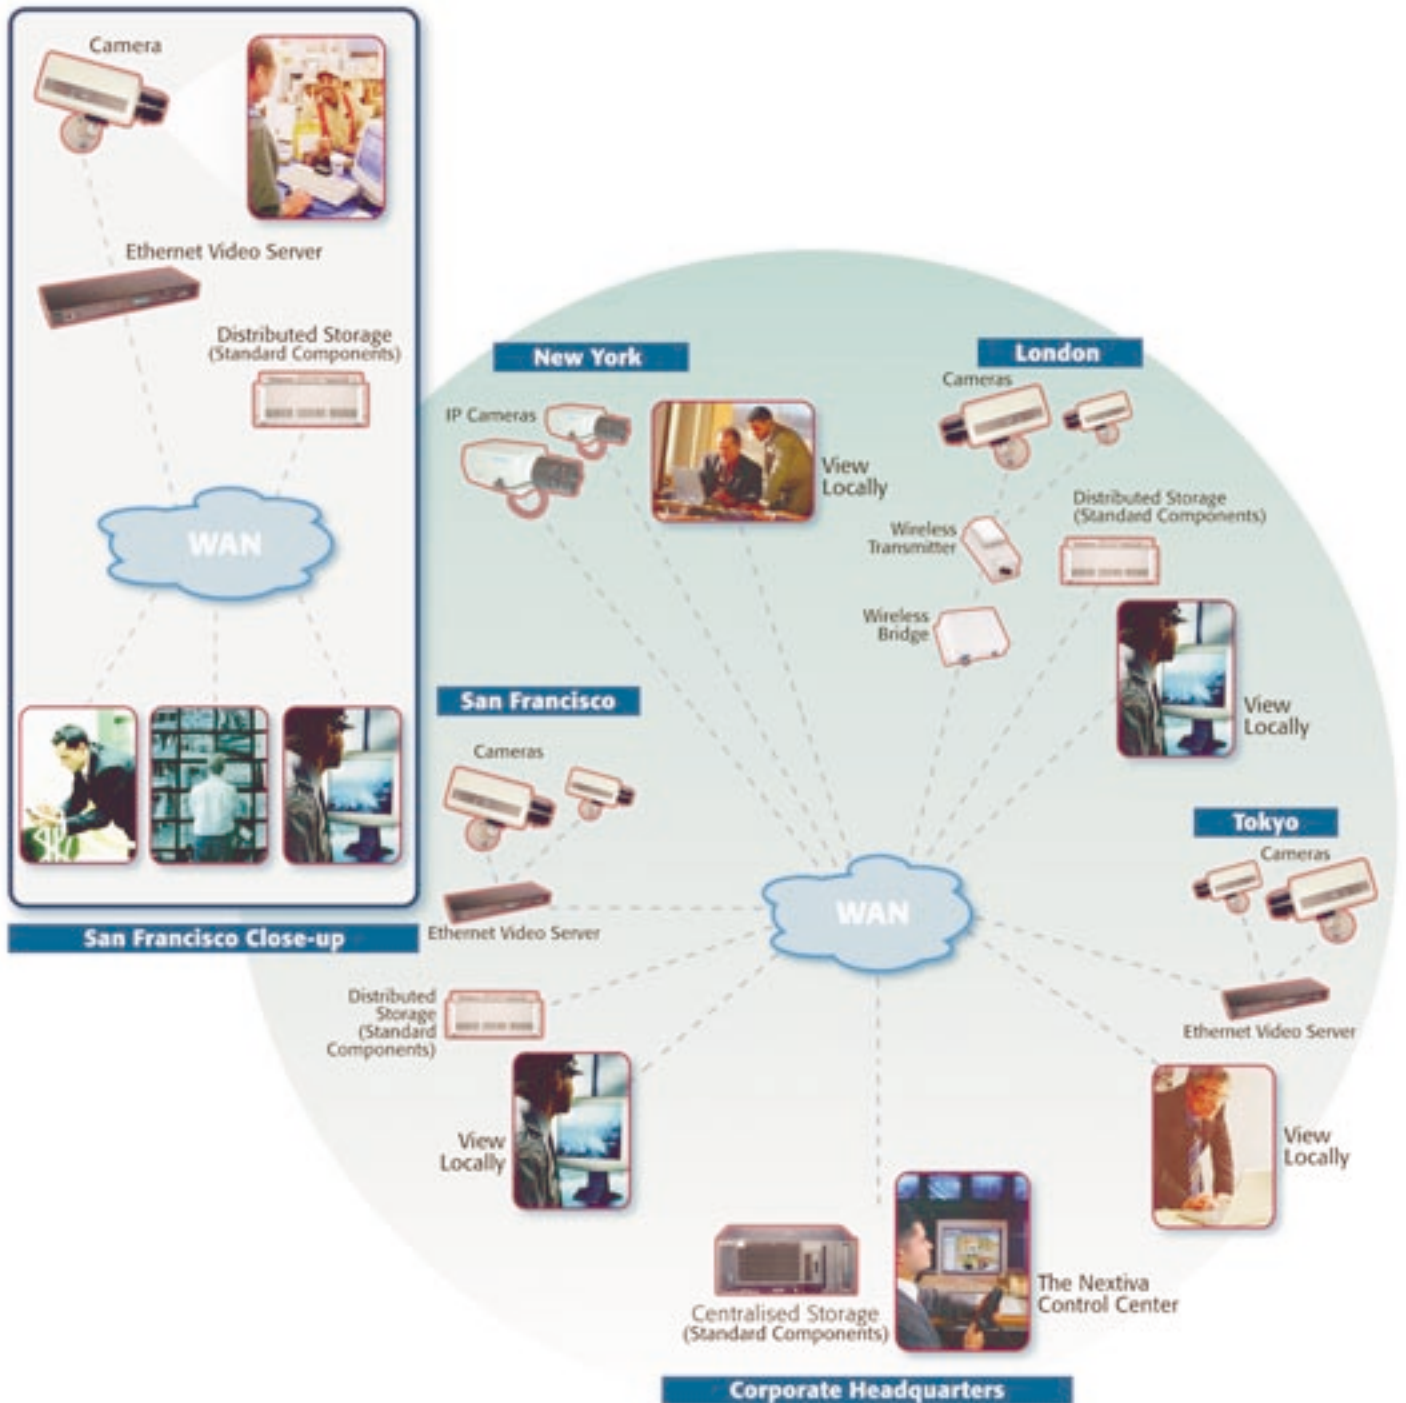 Camera
Ethernet Video Server
Distributed Storage
(Standard Components)
WAN
San Francisco Close-up
New York
IP Cameras
View
Locally
London
Cameras
Wireless
Transmitter
Distributed Storage
(Standard Components)
Wireless
Bridge
View
Locally
San Francisco
Cameras
Ethernet Video Server
Distributed
Storage
(Standard
Components)
View
Locally
WAN
Tokyo
Cameras
Ethernet Video Server
View
Locally
Centralised Storage
(Standard Components)
The Nextiva
Control Center
Corporate Headquarters